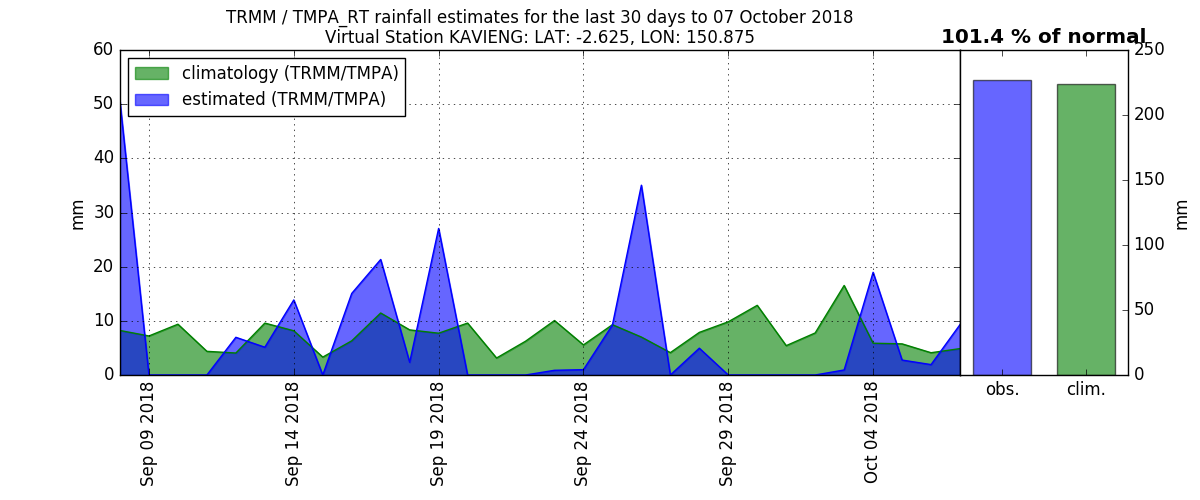 TRMM / TMPA_RT rainfall estimates for the last 30 days to 07 October 2018
Virtual Station KAVIENG: LAT: -2.625, LON: 150.875
101.4 % of normal
climatology (TRMM/TMPA)
estimated (TRMM/TMPA)
60
50
40
30
20
10
0
mm
Sep 09 2018
Sep 14 2018
Sep 19 2018
Sep 24 2018
Sep 29 2018
Oct 04 2018
obs.
clim.
250
200
150
100
50
0
mm